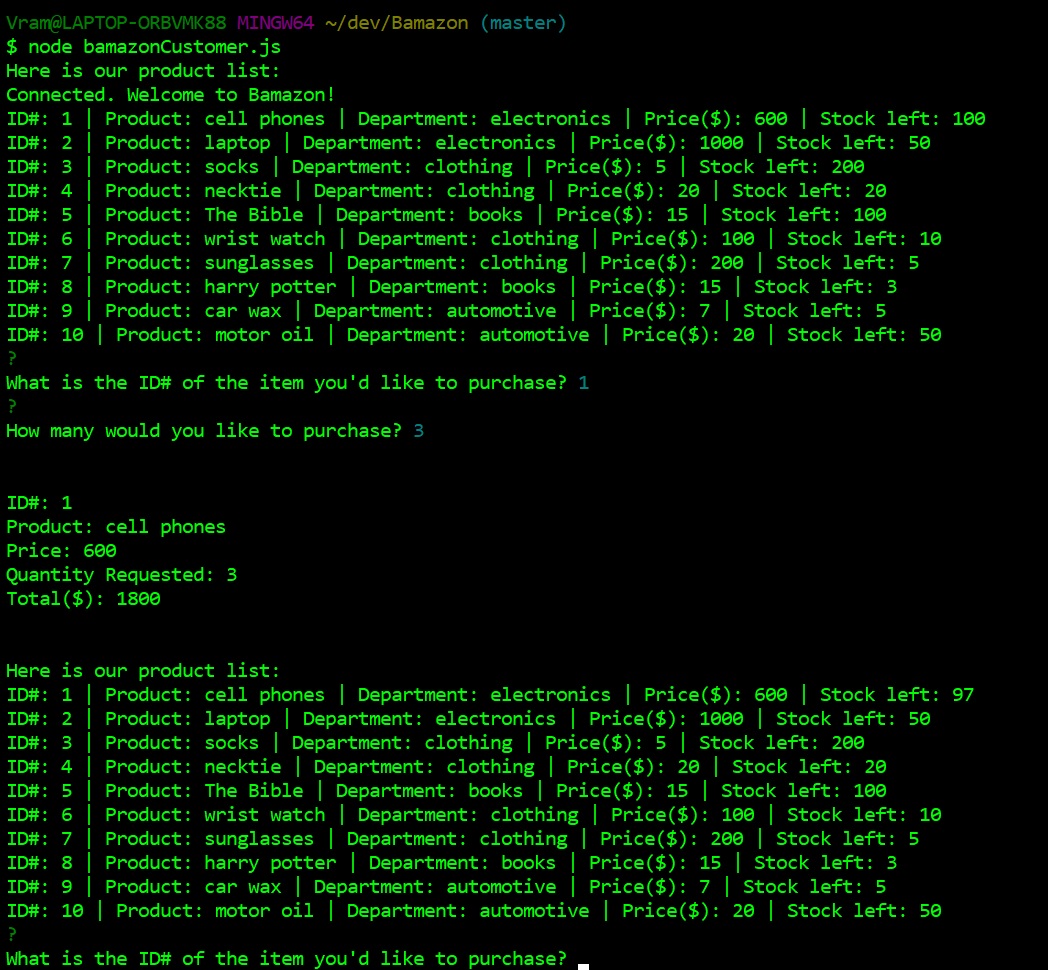 Vram@LAPTOP-ORBVMK88 MINGW64 ~/dev/Bamazon (master)
$ node bamazonCustomer.js
Here is our product list:
Connected. Welcome to Bamazon!
ID#: 1 | Product: cell phones | Department: electronics | Price($): 600 | Stock left: 100
ID#: 2 | Product: laptop | Department: electronics | Price($): 1000 | Stock left: 50
ID#: 3 | Product: socks | Department: clothing | Price($): 5 | Stock left: 200
ID#: 4 | Product: necktie | Department: clothing | Price($): 20 | Stock left: 20
ID#: 5 | Product: The Bible | Department: books | Price($): 15 | Stock left: 100
ID#: 6 | Product: wrist watch | Department: clothing | Price($): 100 | Stock left: 10
ID#: 7 | Product: sunglasses | Department: clothing | Price($): 200 | Stock left: 5
ID#: 8 | Product: harry potter | Department: books | Price($): 15 | Stock left: 3
ID#: 9 | Product: car wax | Department: automotive | Price($): 7 | Stock left: 5
ID#: 10 | Product: motor oil | Department: automotive | Price($): 20 | Stock left: 50
?
What is the ID# of the item you'd like to purchase? 1
?
How many would you like to purchase? 3
ID#: 1
Product: cell phones
Price: 600
Quantity Requested: 3
Total($): 1800
Here is our product list:
ID#: 1 | Product: cell phones | Department: electronics | Price($): 600 | Stock left: 97
ID#: 2 | Product: laptop | Department: electronics | Price($): 1000 | Stock left: 50
ID#: 3 | Product: socks | Department: clothing | Price($): 5 | Stock left: 200
ID#: 4 | Product: necktie | Department: clothing | Price($): 20 | Stock left: 20
ID#: 5 | Product: The Bible | Department: books | Price($): 15 | Stock left: 100
ID#: 6 | Product: wrist watch | Department: clothing | Price($): 100 | Stock left: 10
ID#: 7 | Product: sunglasses | Department: clothing | Price($): 200 | Stock left: 5
ID#: 8 | Product: harry potter | Department: books | Price($): 15 | Stock left: 3
ID#: 9 | Product: car wax | Department: automotive | Price($): 7 | Stock left: 5
ID#: 10 | Product: motor oil | Department: automotive | Price($): 20 | Stock left: 50
?
What is the ID# of the item you'd like to purchase?